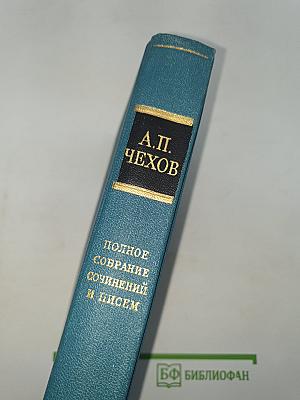 А.П.
ЧЕХОВ
ПОЛНОЕ
СОБРАНИЕ
СОЧИНЕНИЙ
И ПИСЕМ
БФ БИБЛИОФАН